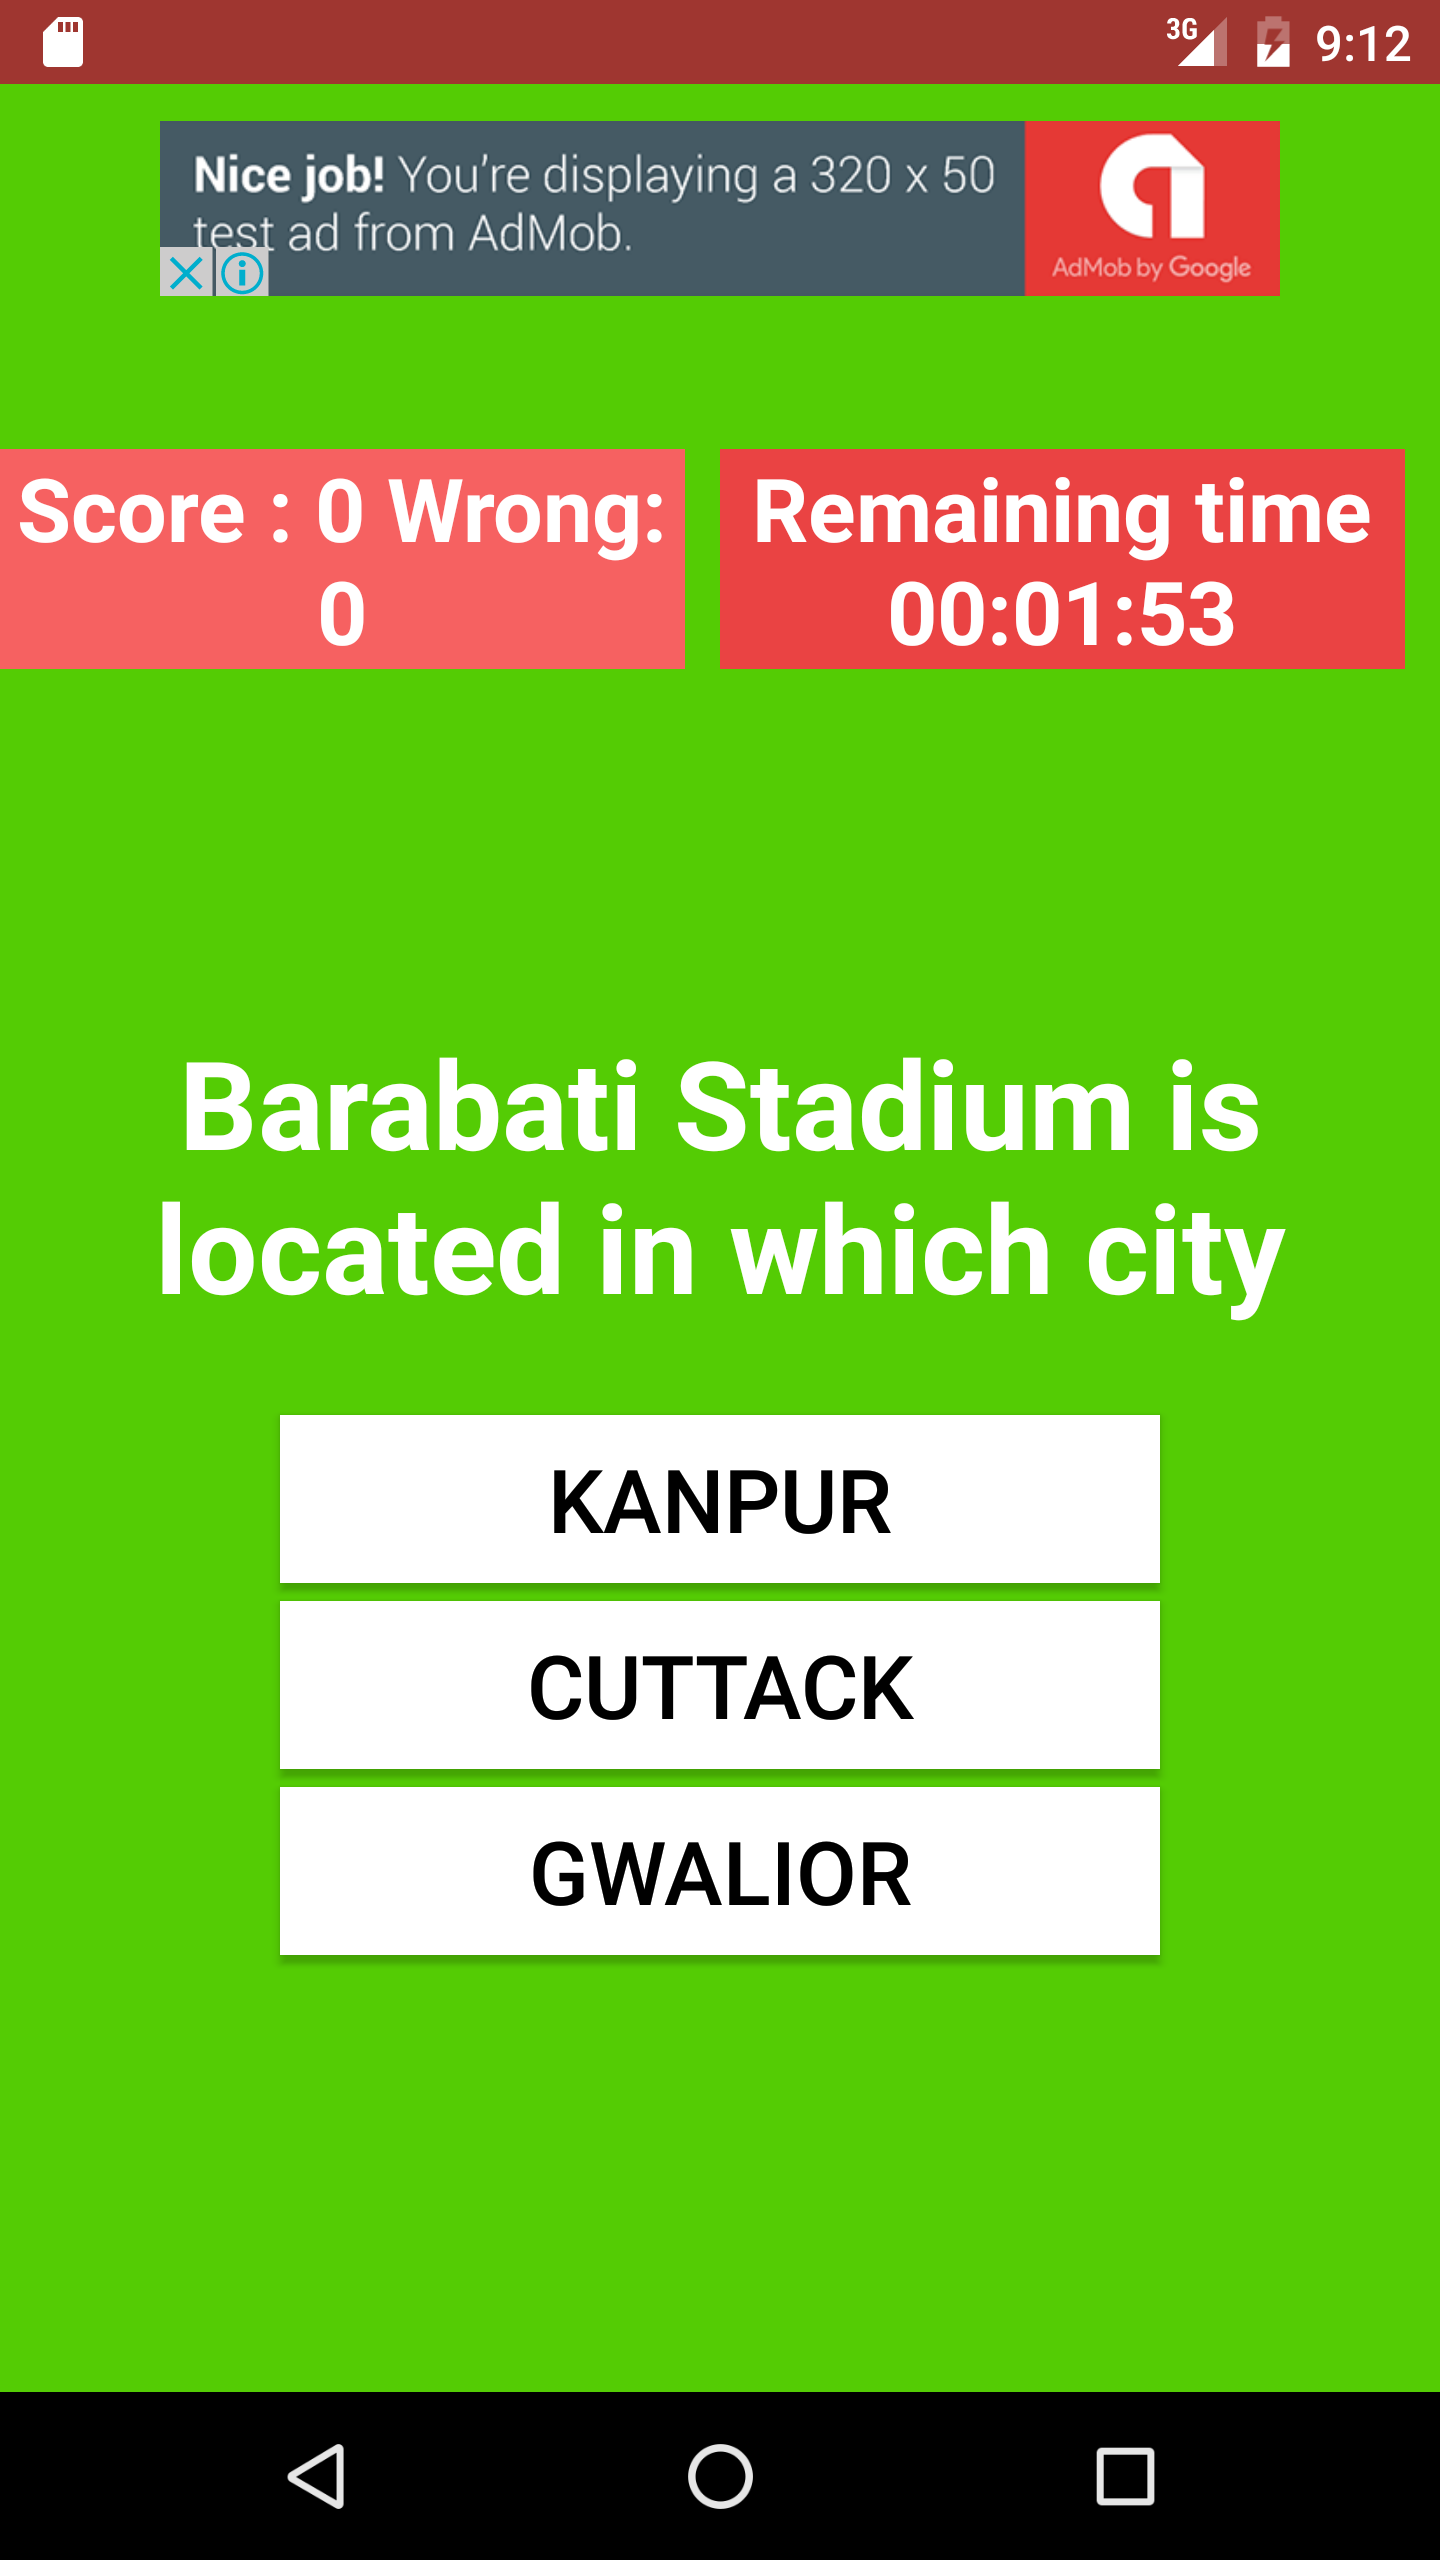 3G 9:12
Nice job! You're displaying a 320 x 50
test ad from AdMob.
AdMob by Google
Score : 0 Wrong:
0
Remaining time
00:01:53
Barabati Stadium is
located in which city
KANPUR
CUTTACK
GWALIOR